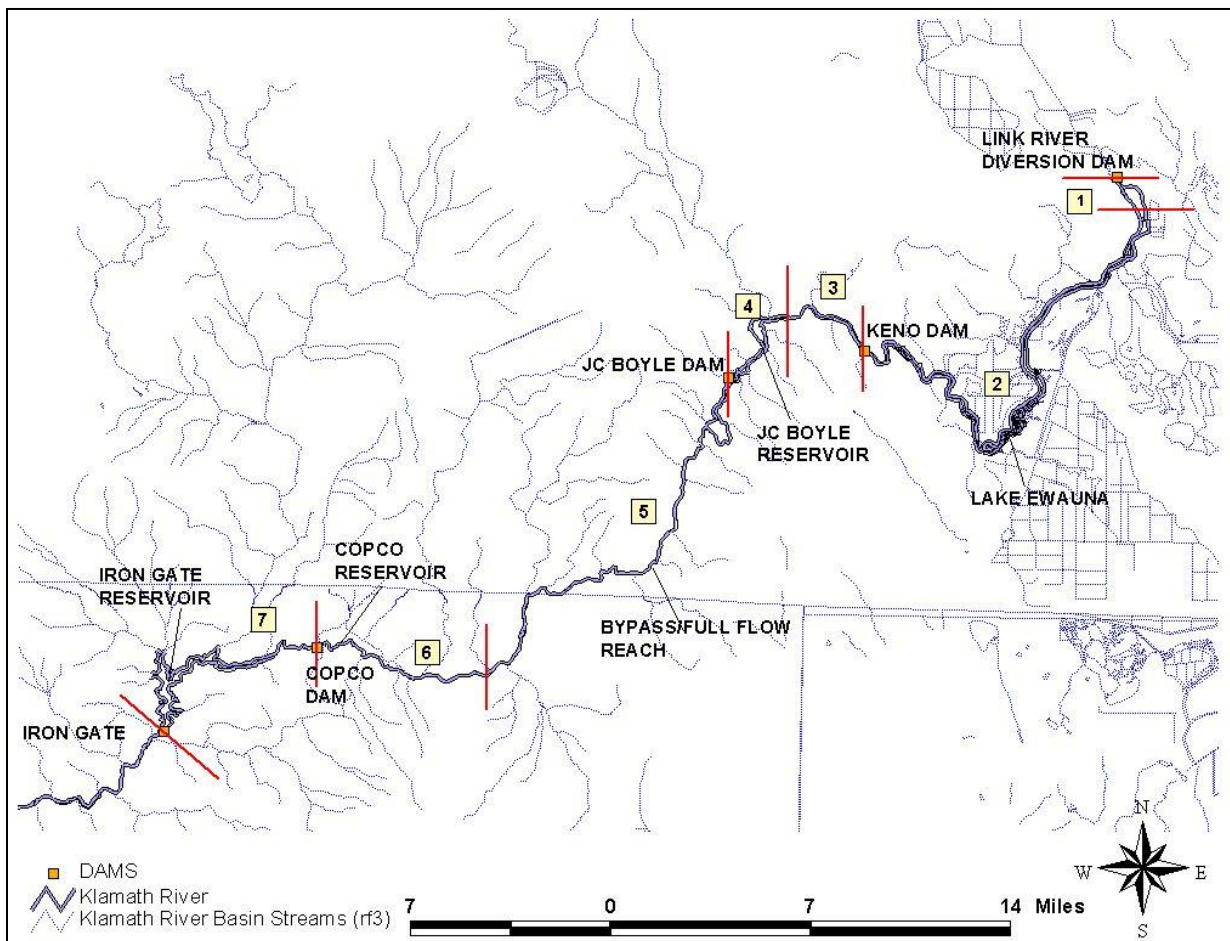 LINK RIVER
DIVERSION DAM
1
3
4
KENO DAM
JC BOYLE DAM
2
JC BOYLE
RESERVOIR
LAKE EWAUNA
5
COPCO
RESERVOIR
IRON GATE
RESERVOIR
7
BYPASS/FULL FLOW
REACH
6
COPCO
DAM
IRON GATE
N
W E
S
DAMS
Klamath River
Klamath River Basin Streams (rf3)
7 0 7 14 Miles